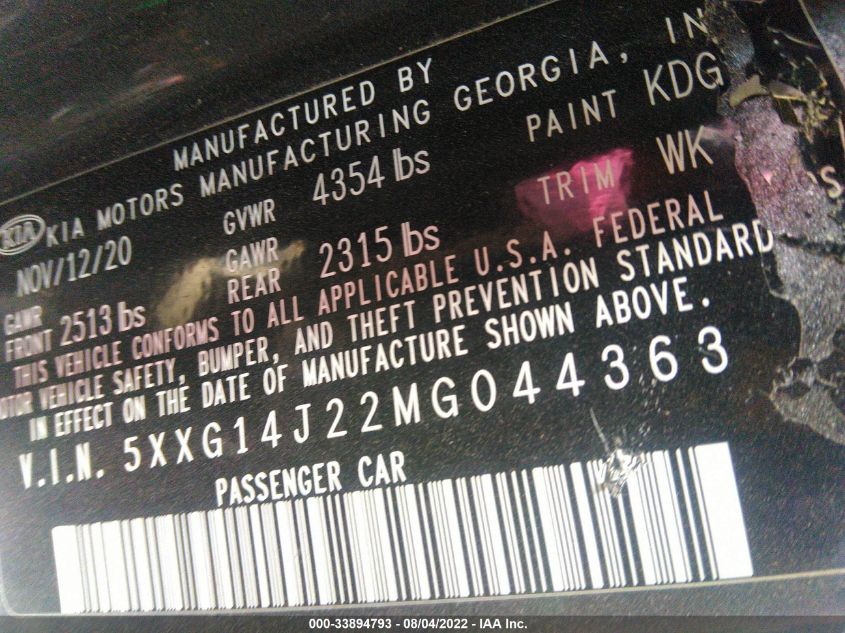 MANUFACTURED BY
KIA KIA MOTORS MANUFACTURING GEORGIA, IN
NOV/12/20 GVWR 4354 lbs PAINT KDG
GAWR FRONT 2513 lbs GAWR REAR 2315 lbs TRIM WK
THIS VEHICLE CONFORMS TO ALL APPLICABLE U.S.A. FEDERAL
OTOR VEHICLE SAFETY, BUMPER, AND THEFT PREVENTION STANDARD S
IN EFFECT ON THE DATE OF MANUFACTURE SHOWN ABOVE.
V.I.N. 5XXG14J22MG044363
PASSENGER CAR
000-33894793 - 08/04/2022 - IAA Inc.